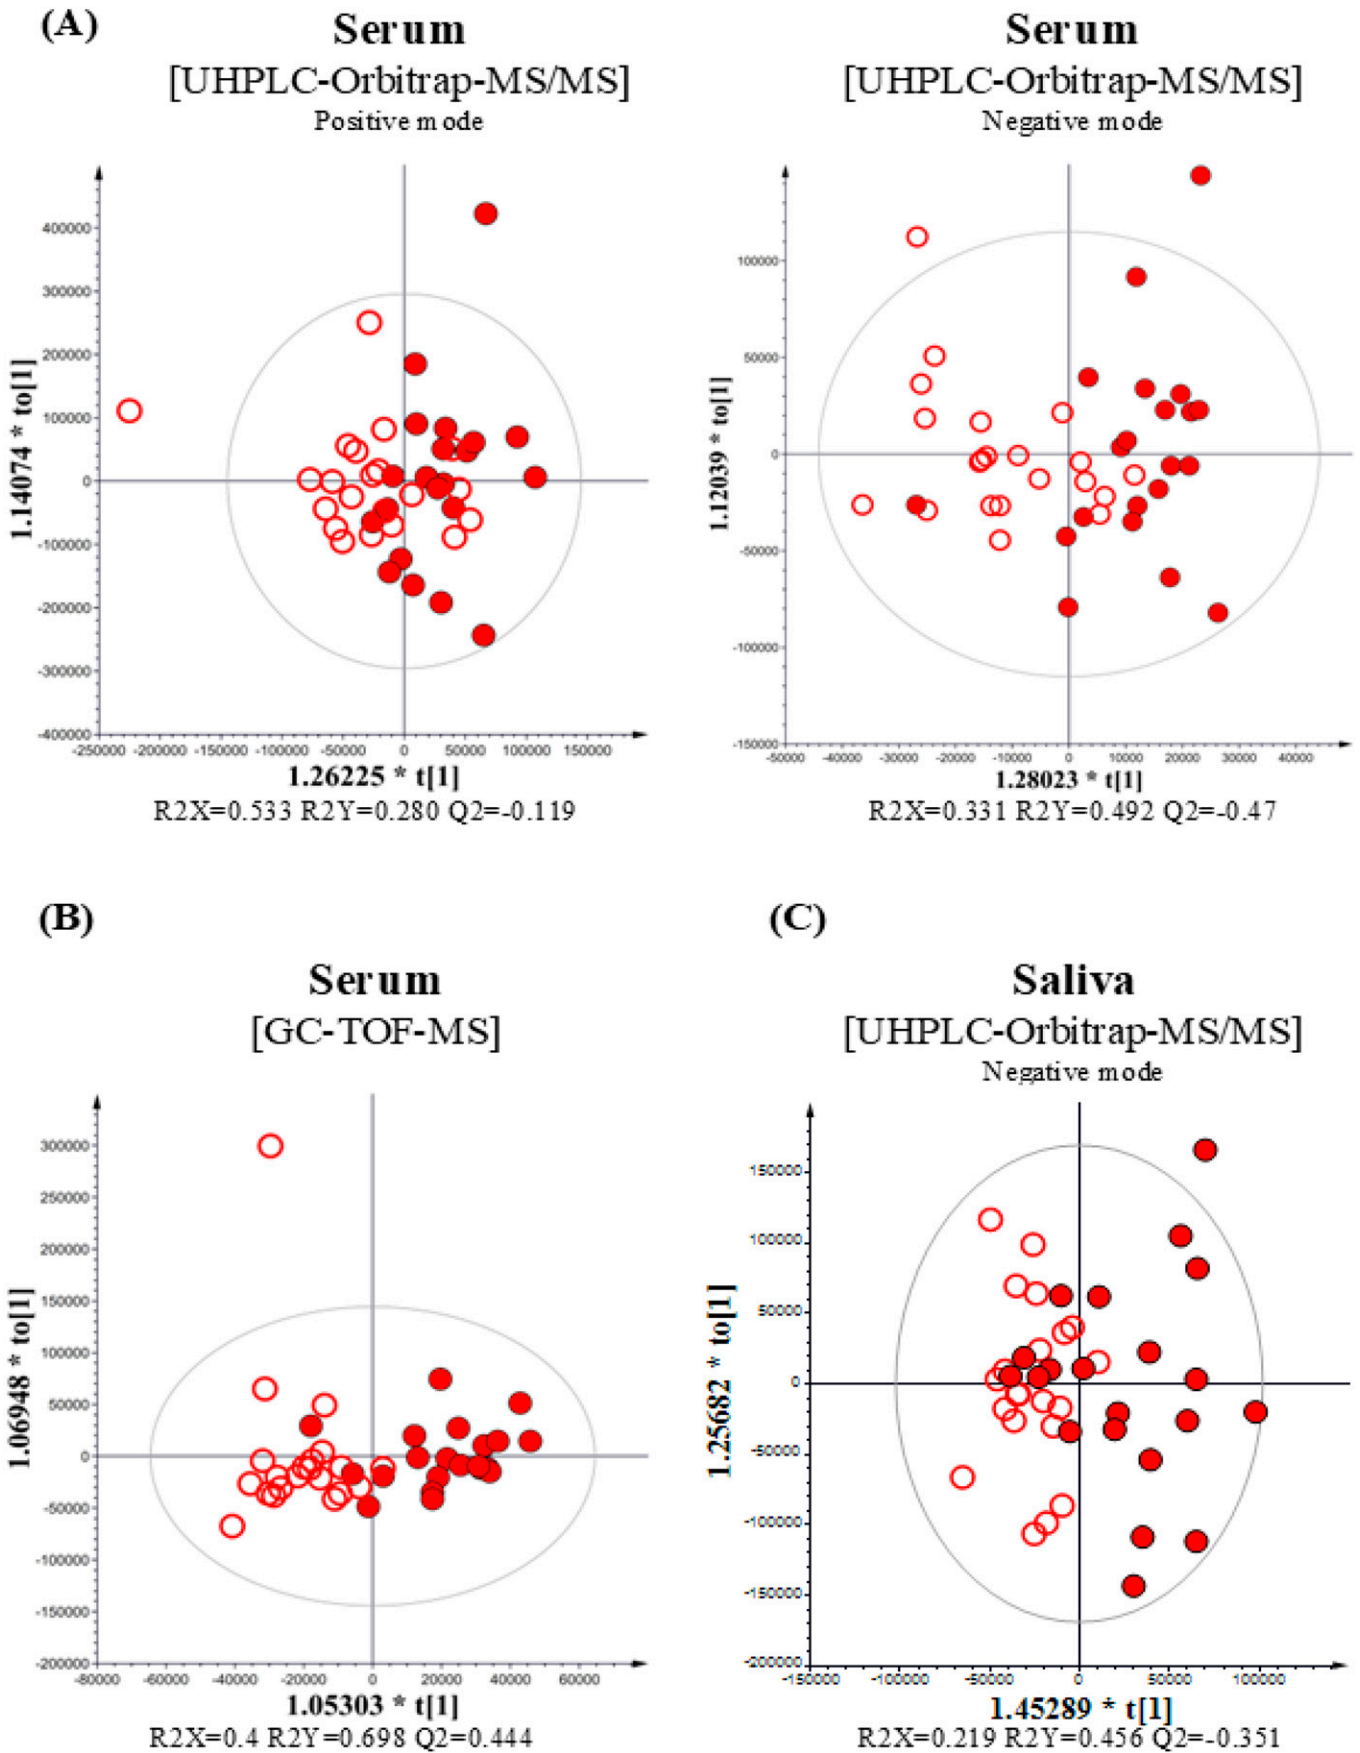 (A)
Serum
[UHPLC-Orbitrap-MS/MS]
Positive mode
1.14074 * to[1]
400000
300000
200000
100000
0
-100000
-200000
-300000
-400000
-250000 -200000 -150000 -100000 -50000 0 50000 100000 150000
1.26225 * t[1]
R2X=0.533 R2Y=0.280 Q2=-0.119
Serum
[UHPLC-Orbitrap-MS/MS]
Negative mode
1.12039 * to[1]
100000
50000
0
-50000
-100000
-150000
-50000 -40000 -30000 -20000 -10000 0 10000 20000 30000 40000
1.28023 * t[1]
R2X=0.331 R2Y=0.492 Q2=-0.47
(B)
Serum
[GC-TOF-MS]
1.06948 * to[1]
300000
250000
200000
150000
100000
50000
0
-50000
-100000
-150000
-200000
-80000 -60000 -40000 -20000 0 20000 40000 60000
1.05303 * t[1]
R2X=0.4 R2Y=0.698 Q2=0.444
(C)
Saliva
[UHPLC-Orbitrap-MS/MS]
Negative mode
1.25682 * to[1]
150000
100000
50000
0
-50000
-100000
-150000
-200000
-150000 -100000 -50000 0 50000 100000
1.45289 * t[1]
R2X=0.219 R2Y=0.456 Q2=-0.351